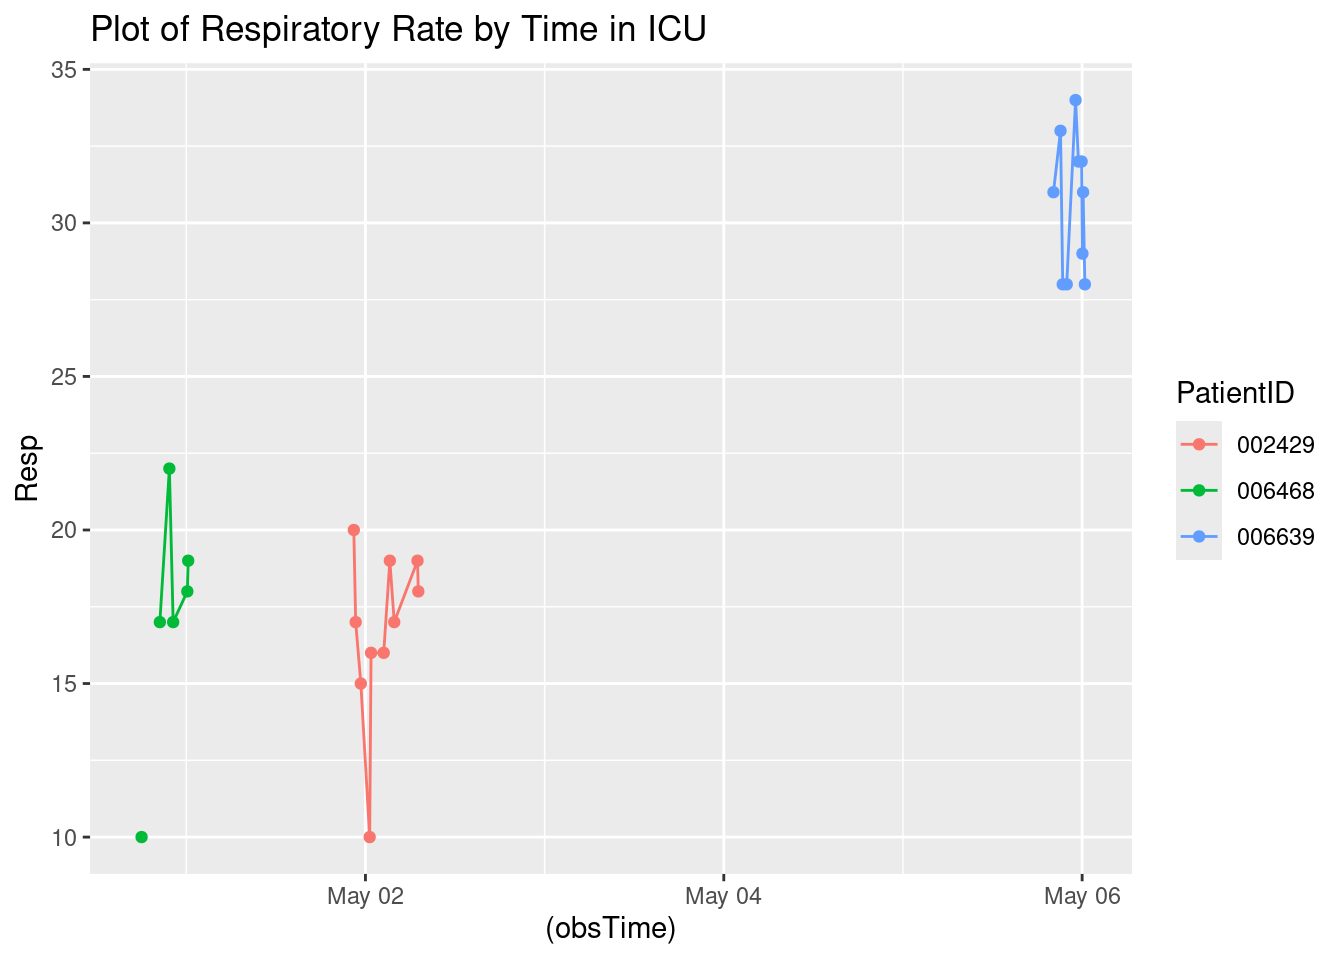 Plot of Respiratory Rate by Time in ICU
35
30
25
20
15
10
Resp
May 02
May 04
May 06
(obsTime)
PatientID
002429
006468
006639